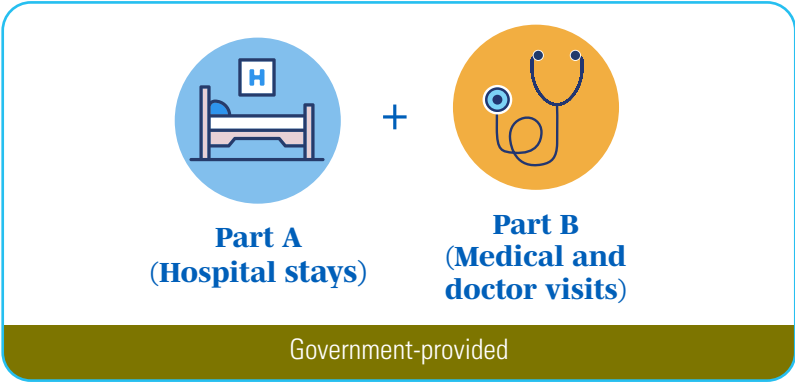 H
+
Part A
(Hospital stays)
Part B
(Medical and
doctor visits)
Government-provided